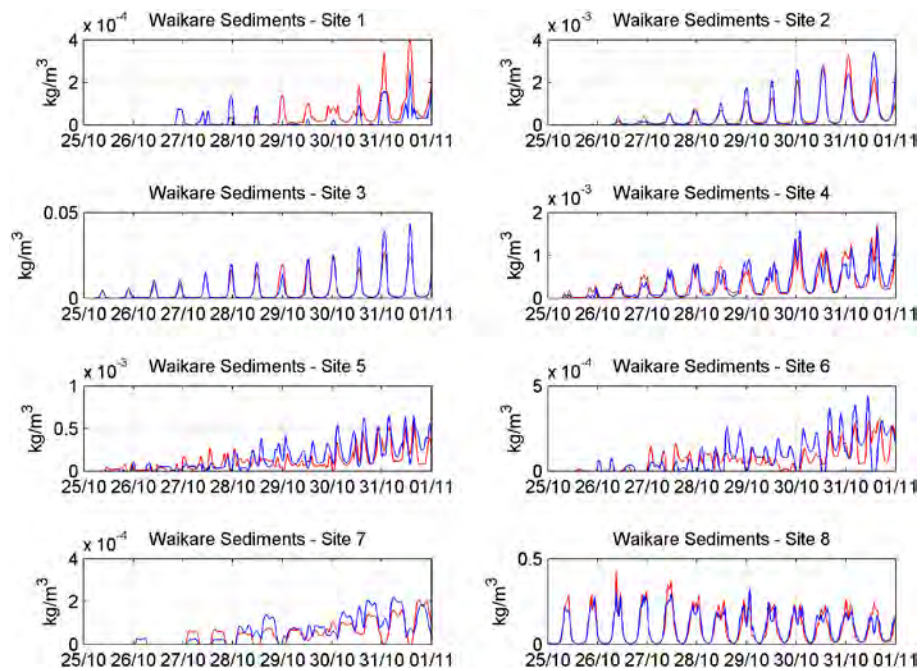 Waikare Sediments - Site 1
x 10⁻⁴
kg/m³
4
2
0
25/10 26/10 27/10 28/10 29/10 30/10 31/10 01/11
Waikare Sediments - Site 2
x 10⁻³
kg/m³
4
2
0
25/10 26/10 27/10 28/10 29/10 30/10 31/10 01/11
Waikare Sediments - Site 3
kg/m³
0.05
0
25/10 26/10 27/10 28/10 29/10 30/10 31/10 01/11
Waikare Sediments - Site 4
x 10⁻³
kg/m³
2
1
0
25/10 26/10 27/10 28/10 29/10 30/10 31/10 01/11
Waikare Sediments - Site 5
x 10⁻³
kg/m³
1
0.5
0
25/10 26/10 27/10 28/10 29/10 30/10 31/10 01/11
Waikare Sediments - Site 6
x 10⁻⁴
kg/m³
5
0
25/10 26/10 27/10 28/10 29/10 30/10 31/10 01/11
Waikare Sediments - Site 7
x 10⁻⁴
kg/m³
4
2
0
25/10 26/10 27/10 28/10 29/10 30/10 31/10 01/11
Waikare Sediments - Site 8
kg/m³
0.5
0
25/10 26/10 27/10 28/10 29/10 30/10 31/10 01/11